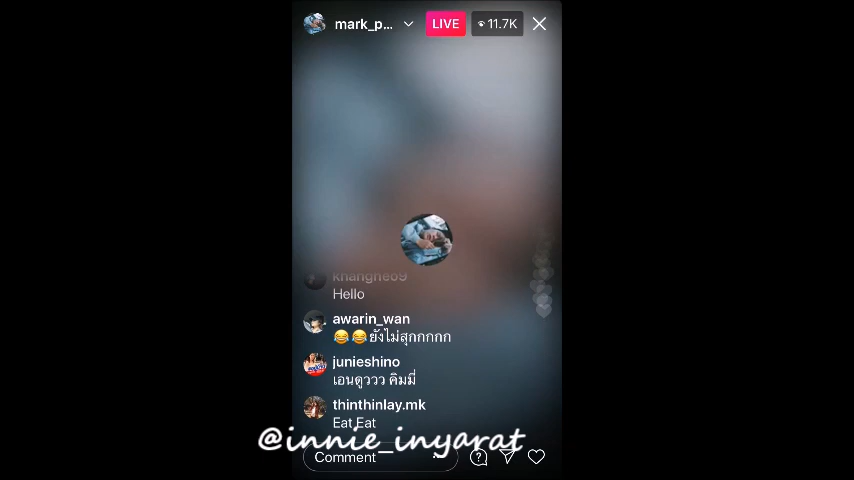 mark_p...
LIVE
11.7K
khangheo9
Hello
awarin_wan
😂😂ยังไม่สุกกกกก
junieshino
เอนดูววว คิมมี่
thinthinlay.mk
Eat Eat
@innie_inyarat
Comment